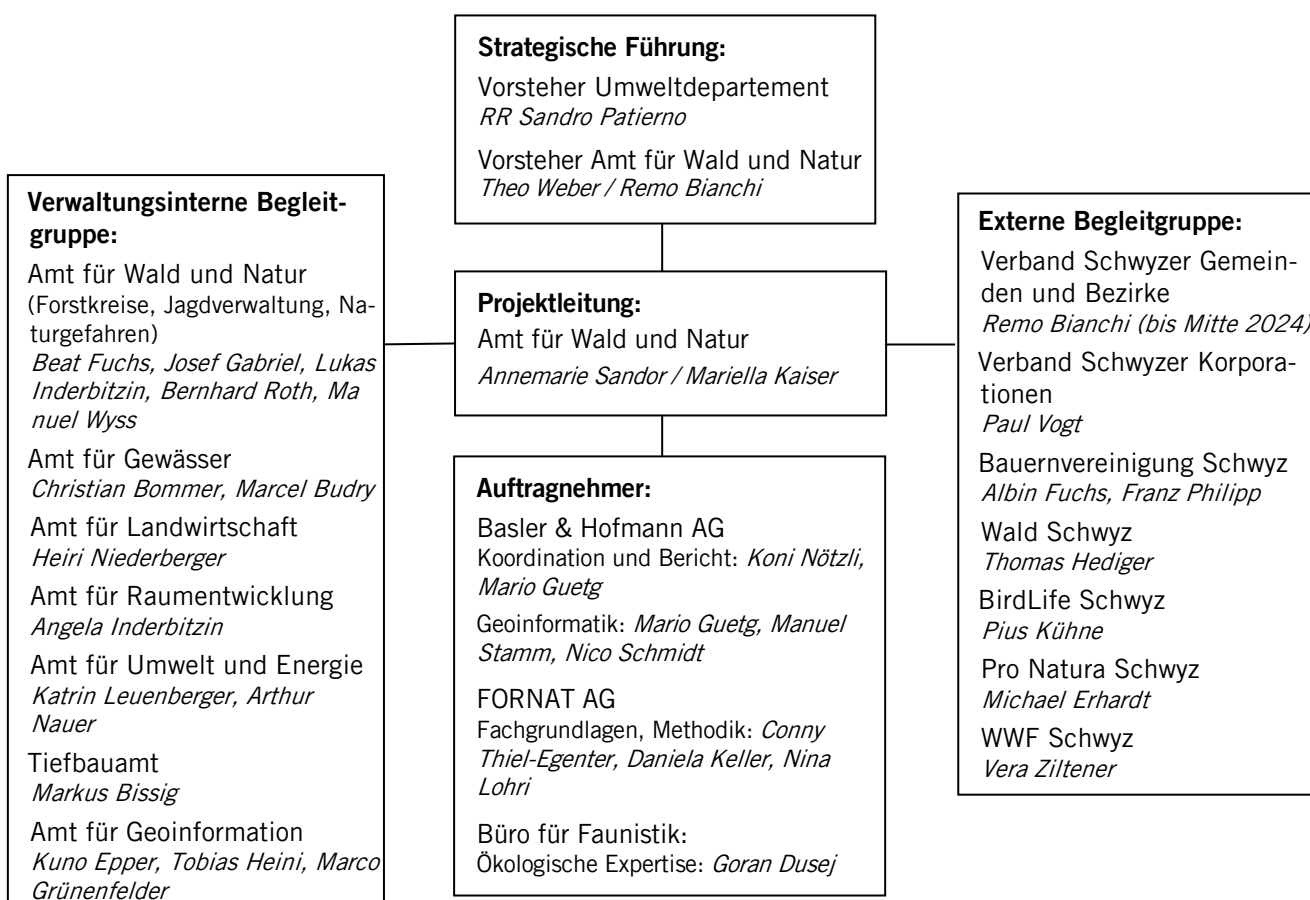 Strategische Führung:
Vorsteher Umweltdepartement
RR Sandro Patierno
Vorsteher Amt für Wald und Natur
Theo Weber / Remo Bianchi
Verwaltungsinterne Begleit-
gruppe:
Amt für Wald und Natur
(Forstkreise, Jagdverwaltung, Na-
turgefahren)
Beat Fuchs, Josef Gabriel, Lukas
Inderbitzin, Bernhard Roth, Ma
nuel Wyss
Amt für Gewässer
Christian Bommer, Marcel Budry
Amt für Landwirtschaft
Heiri Niederberger
Amt für Raumentwicklung
Angela Inderbitzin
Amt für Umwelt und Energie
Katrin Leuenberger, Arthur
Nauer
Tiefbauamt
Markus Bissig
Amt für Geoinformation
Kuno Epper, Tobias Heini, Marco
Grünenfelder
Projektleitung:
Amt für Wald und Natur
Annemarie Sandor / Mariella Kaiser
Auftragnehmer:
Basler & Hofmann AG
Koordination und Bericht: Koni Nötzli,
Mario Guetg
Geoinformatik: Mario Guetg, Manuel
Stamm, Nico Schmidt
FORNAT AG
Fachgrundlagen, Methodik: Conny
Thiel-Egenter, Daniela Keller, Nina
Lohri
Büro für Faunistik:
Ökologische Expertise: Goran Dusej
Externe Begleitgruppe:
Verband Schwyzer Gemein-
den und Bezirke
Remo Bianchi (bis Mitte 2024)
Verband Schwyzer Korpora-
tionen
Paul Vogt
Bauernvereinigung Schwyz
Albin Fuchs, Franz Philipp
Wald Schwyz
Thomas Hediger
BirdLife Schwyz
Pius Kühne
Pro Natura Schwyz
Michael Erhardt
WWF Schwyz
Vera Ziltener